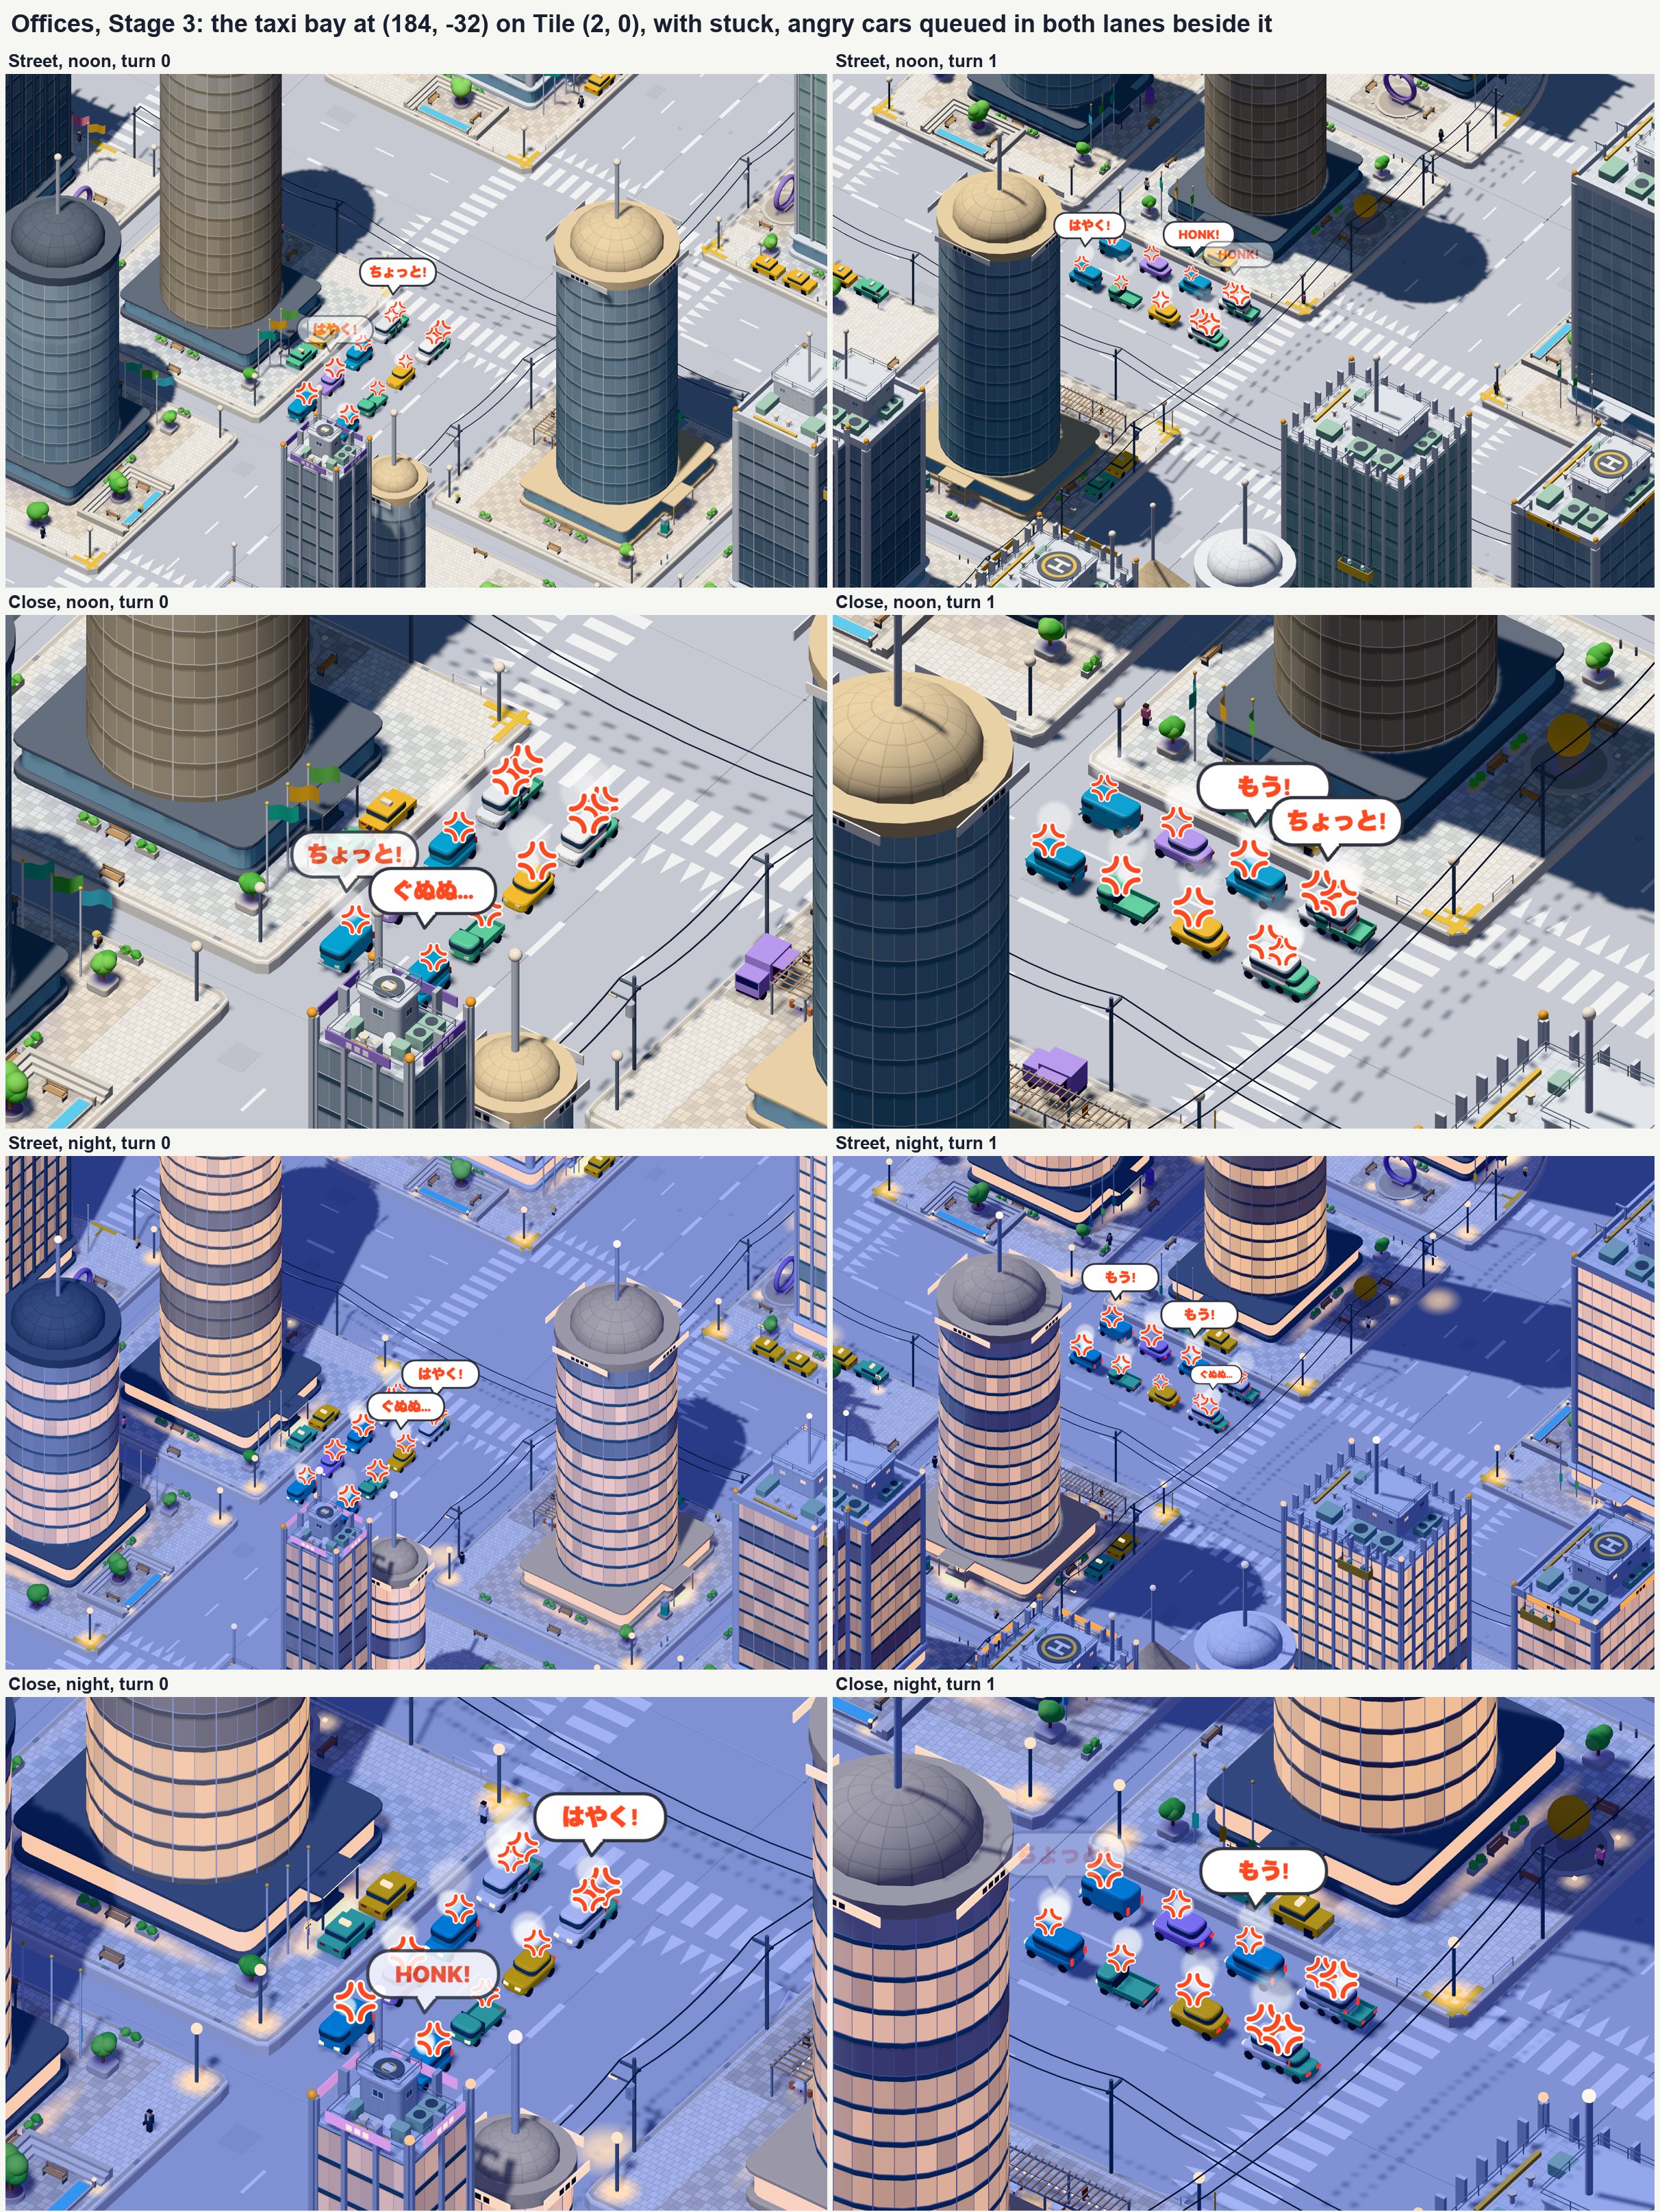 Offices, Stage 3: the taxi bay at (184, -32) on Tile (2, 0), with stuck, angry cars queued in both lanes beside it
Street, noon, turn 0
Street, noon, turn 1
ちょっと!
はやく!
はやく!
HONK!
HONK!
H
H
Close, noon, turn 0
Close, noon, turn 1
ちょっと!
ぐぬぬ...
もう!
ちょっと!
Street, night, turn 0
Street, night, turn 1
はやく!
ぐぬぬ...
もう!
もう!
ぐぬぬ...
H
H
Close, night, turn 0
Close, night, turn 1
はやく!
HONK!
ちょっと
もう!